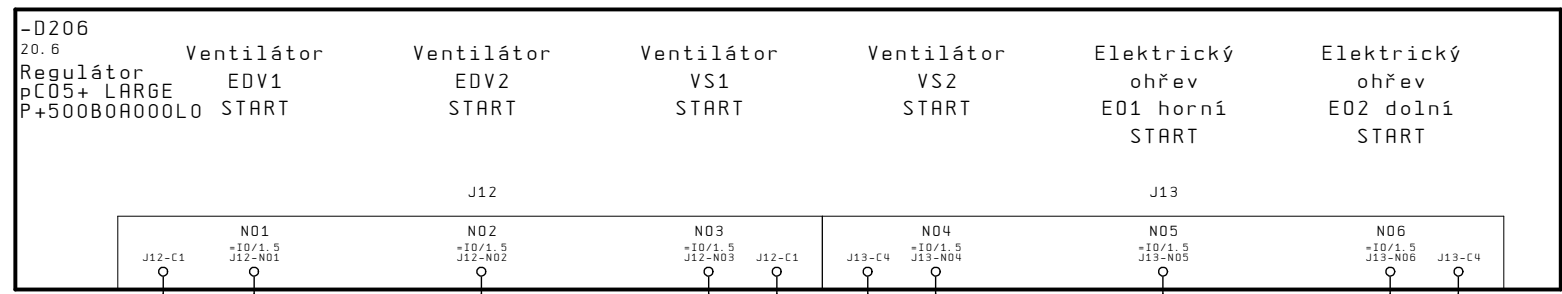 -D206
20.6
Regulátor
pCO5+ LARGE
P+500B0A000L0
Ventilátor
EDV1
START
Ventilátor
EDV2
START
Ventilátor
VS1
START
Ventilátor
VS2
START
Elektrický
ohřev
EO1 horní
START
Elektrický
ohřev
EO2 dolní
START
J12
J13
NO1
=IO/1.5
J12-C1
J12-NO1
NO2
=IO/1.5
J12-NO2
NO3
=IO/1.5
J12-NO3
J12-C1
NO4
=IO/1.5
J13-C4
J13-NO4
NO5
=IO/1.5
J13-NO5
NO6
=IO/1.5
J13-NO6
J13-C4